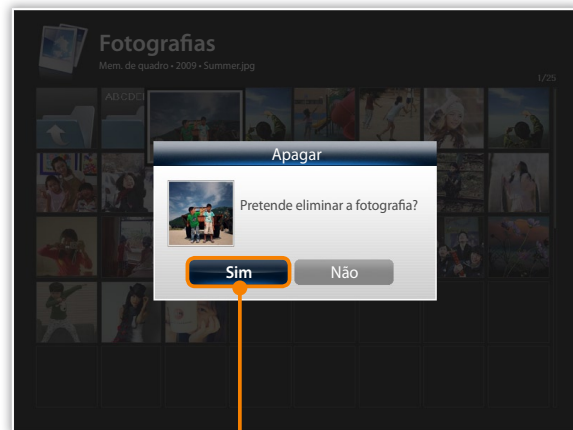 Fotografias
Mem. de quadro • 2009 • Summer.jpg
1/25
ABCDE
Apagar
Pretende eliminar a fotografia?
Sim
Não